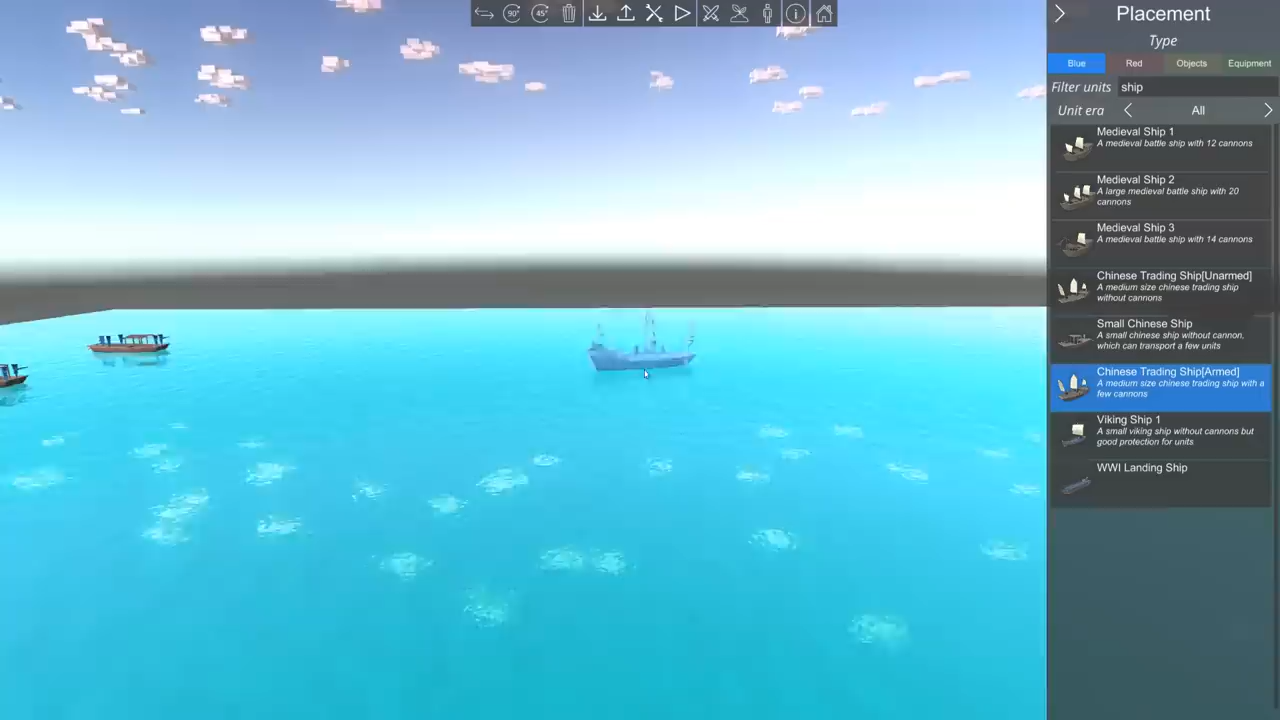 90°
45°
Placement
Type
Blue
Red
Objects
Equipment
Filter units
ship
Unit era
All
Medieval Ship 1
A medieval battle ship with 12 cannons
Medieval Ship 2
A large medieval battle ship with 20
cannons
Medieval Ship 3
A medieval battle ship with 14 cannons
Chinese Trading Ship[Unarmed]
A medium size chinese trading ship
without cannons
Small Chinese Ship
A small chinese ship without cannon,
which can transport a few units
Chinese Trading Ship[Armed]
A medium size chinese trading ship with a
few cannons
Viking Ship 1
A small viking ship without cannons but
good protection for units
WWI Landing Ship